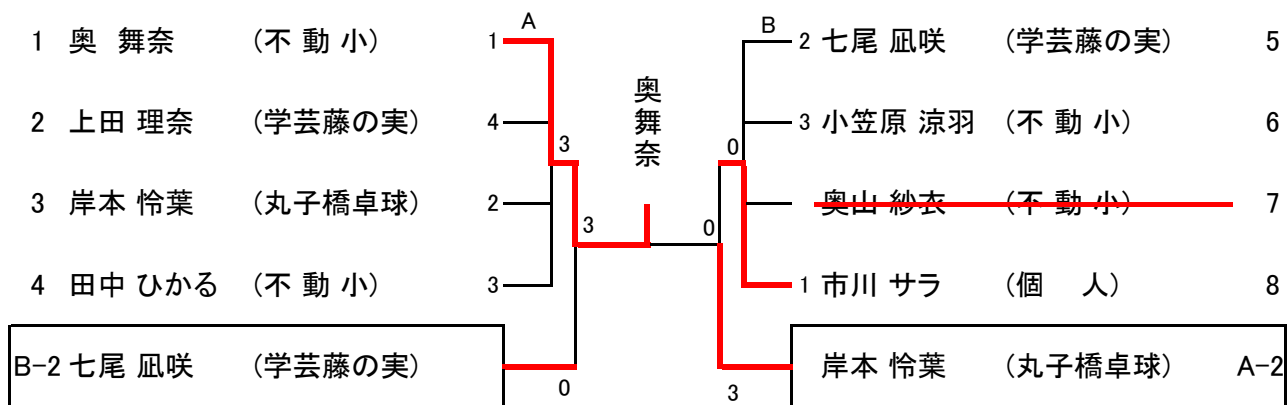 A
B
1 奥 舞奈 (不 動 小) 1
2 七尾 凪咲 (学芸藤の実) 5
奥舞奈
2 上田 理奈 (学芸藤の実) 4
3 小笠原 涼羽 (不 動 小) 6
3
0
3 岸本 怜葉 (丸子橋卓球) 2
奥山 紗衣 (不 動 小) 7
3
0
4 田中 ひかる (不 動 小) 3
1 市川 サラ (個 人) 8
B-2 七尾 凪咲 (学芸藤の実)
岸本 怜葉 (丸子橋卓球) A-2
0
3